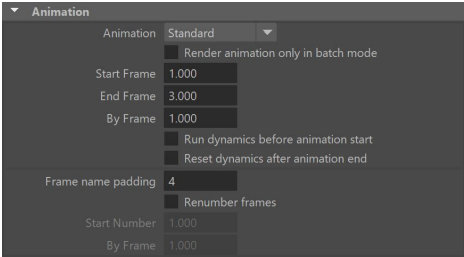 Animation
Animation Standard
Render animation only in batch mode
Start Frame 1.000
End Frame 3.000
By Frame 1.000
Run dynamics before animation start
Reset dynamics after animation end
Frame name padding 4
Renumber frames
Start Number 1.000
By Frame 1.000